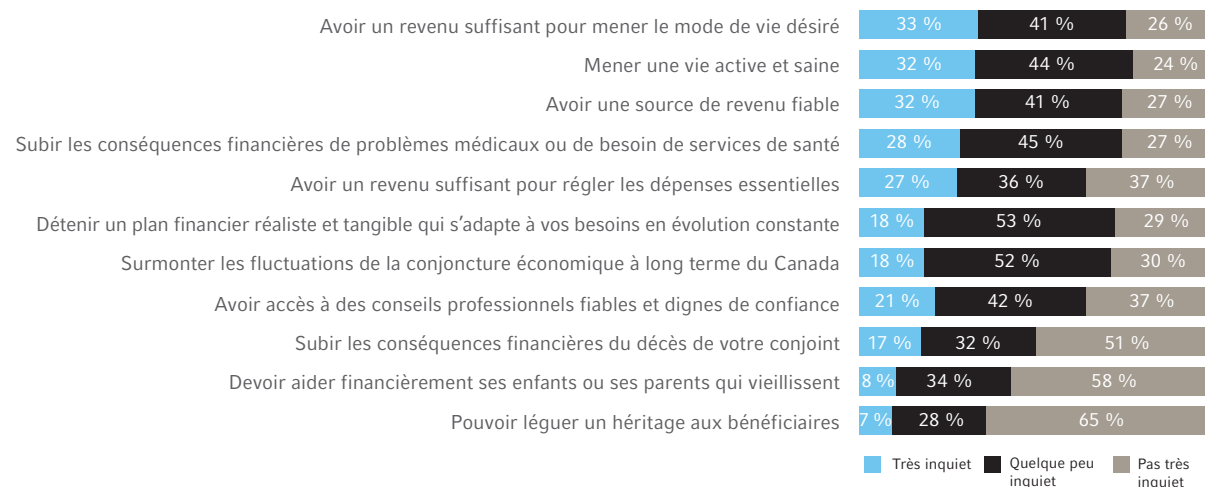 Avoir un revenu suffisant pour mener le mode de vie désiré 33 % 41 % 26 %
Mener une vie active et saine 32 % 44 % 24 %
Avoir une source de revenu fiable 32 % 41 % 27 %
Subir les conséquences financières de problèmes médicaux ou de besoin de services de santé 28 % 45 % 27 %
Avoir un revenu suffisant pour régler les dépenses essentielles 27 % 36 % 37 %
Détenir un plan financier réaliste et tangible qui s’adapte à vos besoins en évolution constante 18 % 53 % 29 %
Surmonter les fluctuations de la conjoncture économique à long terme du Canada 18 % 52 % 30 %
Avoir accès à des conseils professionnels fiables et dignes de confiance 21 % 42 % 37 %
Subir les conséquences financières du décès de votre conjoint 17 % 32 % 51 %
Devoir aider financièrement ses enfants ou ses parents qui vieillissent 8 % 34 % 58 %
Pouvoir léguer un héritage aux bénéficiaires 7 % 28 % 65 %
Très inquiet
Quelque peu
inquiet
Pas très
inquiet